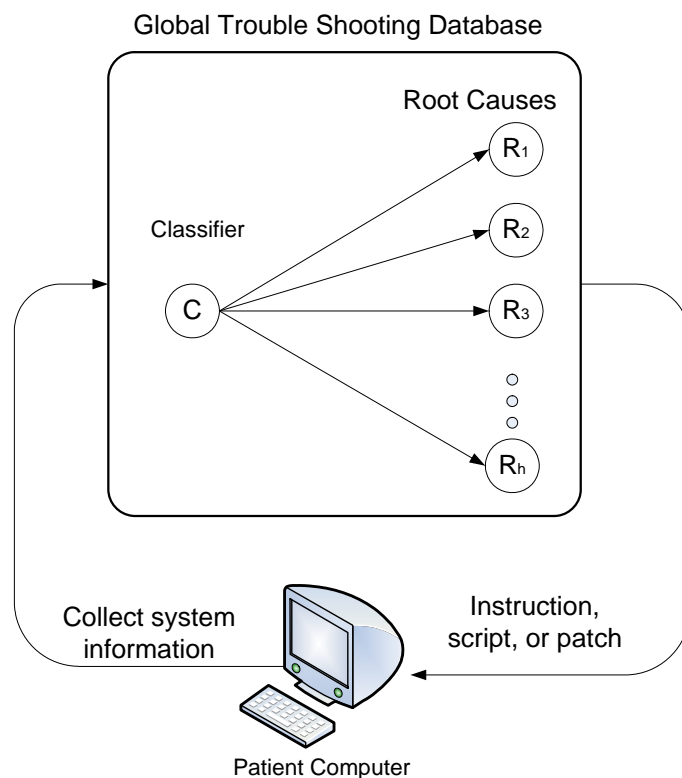 Global Trouble Shooting Database
Root Causes
R1
Classifier
R2
C
R3
Rh
Collect system
information
Instruction,
script, or patch
Patient Computer